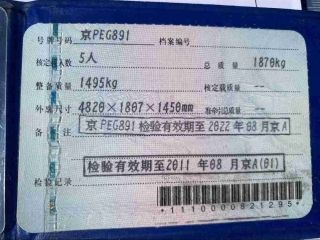 号牌号码 京PEG891 档案编号
核定载人数 5人 总质量 1870kg
整备质量 1495kg 核定载质量 --
外廓尺寸 4820×1807×1450mm 准牵引总质量 --
备注 京PEG891 检验有效期至2022年08月京A
检验有效期至2011年08月京A(01)
检验记录
*1110000821295*